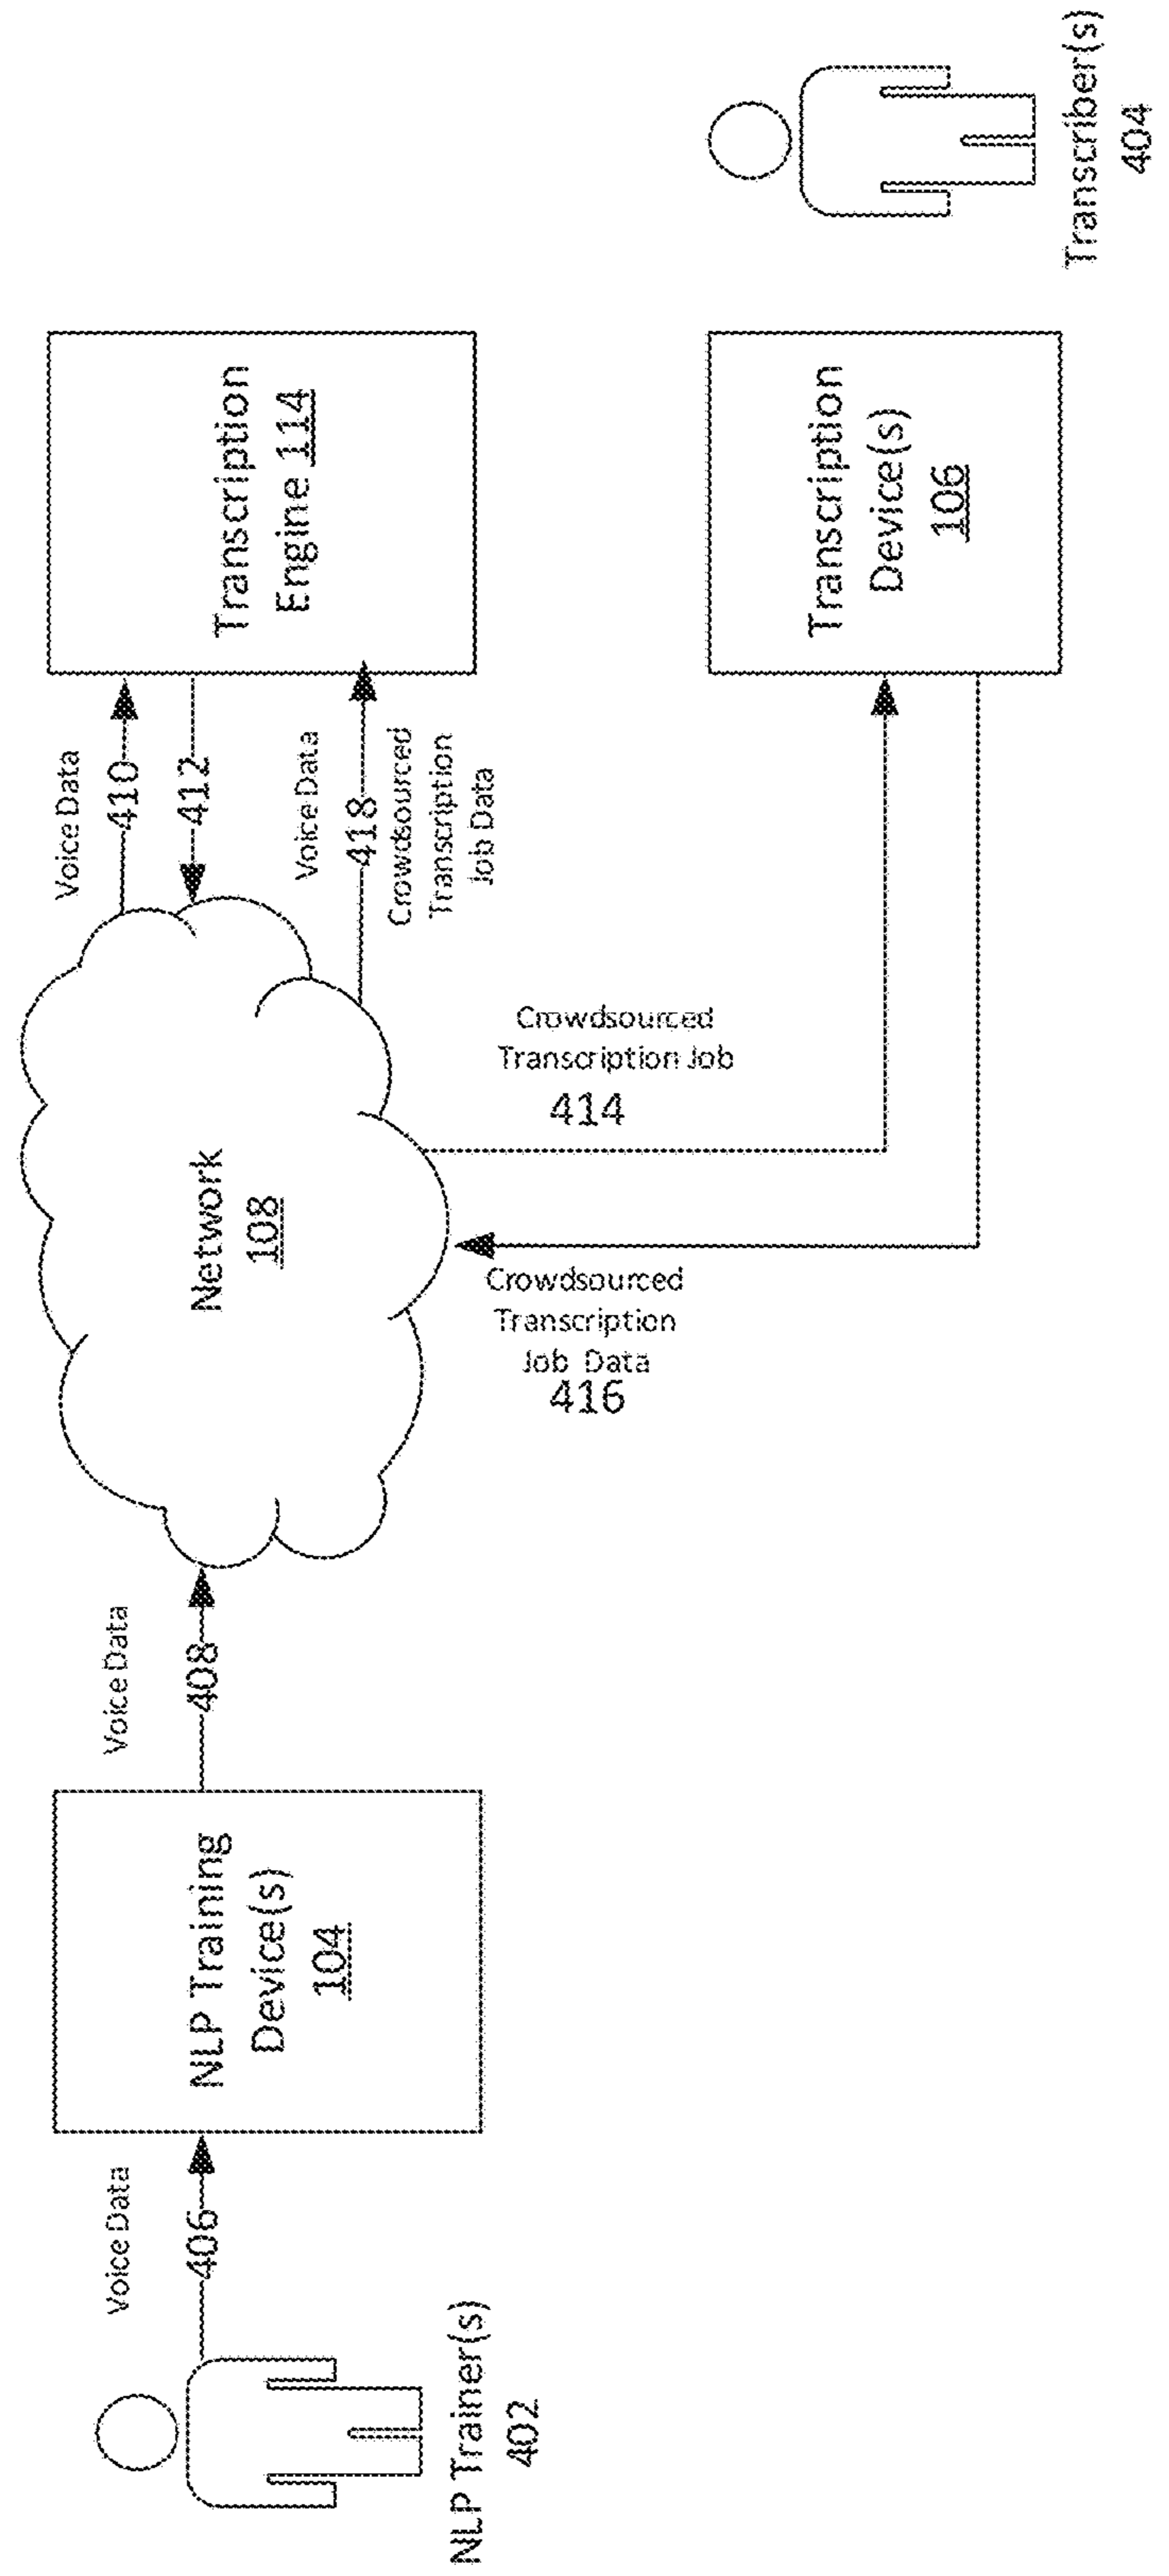 Voice Data
406
NLP Trainer(s)
402
NLP Training
Device(s)
104
Voice Data
408
Network
108
Voice Data
410
412
Voice Data
418
Crowdsourced
Transcription
Job Data
Transcription
Engine 114
Crowdsourced
Transcription Job
414
Crowdsourced
Transcription
Job Data
416
Transcription
Device(s)
106
Transcriber(s)
404